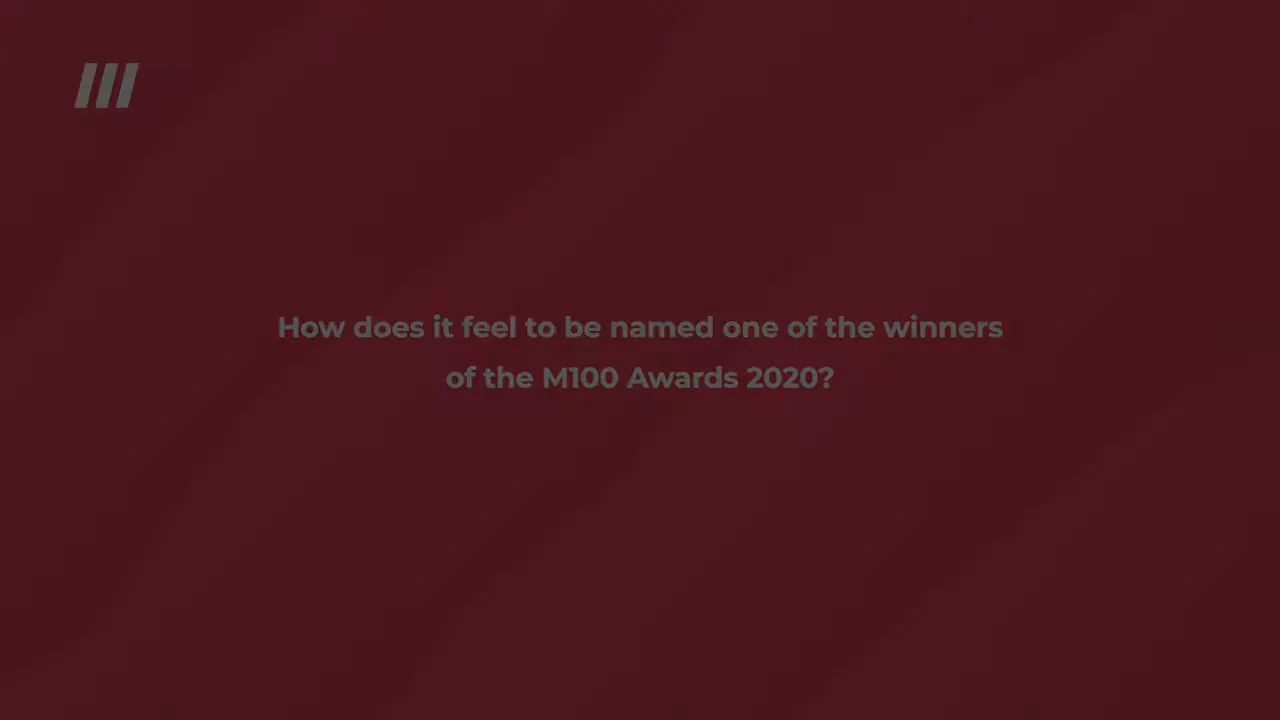 How does it feel to be named one of the winners
of the M100 Awards 2020?